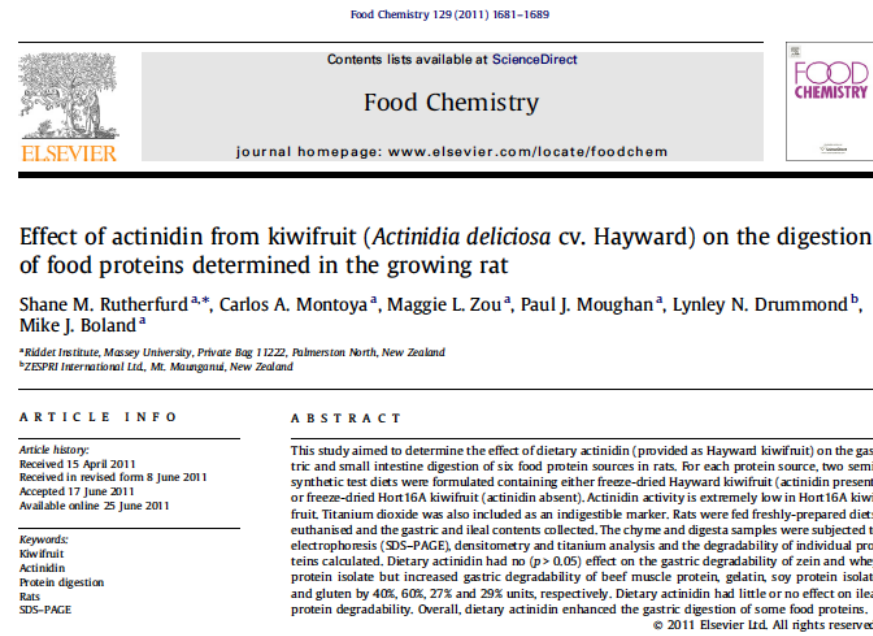 Food Chemistry 129 (2011) 1681–1689
Contents lists available at ScienceDirect
Food Chemistry
journal homepage: www.elsevier.com/locate/foodchem
ELSEVIER
FOOD
CHEMISTRY
Effect of actinidin from kiwifruit (Actinidia deliciosa cv. Hayward) on the digestion
of food proteins determined in the growing rat
Shane M. Rutherfurd a,*, Carlos A. Montoya a, Maggie L. Zou a, Paul J. Moughan a, Lynley N. Drummond b,
Mike J. Boland a
a Riddet Institute, Massey University, Private Bag 11222, Palmerston North, New Zealand
b ZESPRI International Ltd., Mt. Maunganui, New Zealand
ARTICLE INFO
Article history:
Received 15 April 2011
Received in revised form 8 June 2011
Accepted 17 June 2011
Available online 25 June 2011
Keywords:
Kiwifruit
Actinidin
Protein digestion
Rats
SDS–PAGE
ABSTRACT
This study aimed to determine the effect of dietary actinidin (provided as Hayward kiwifruit) on the gas
tric and small intestine digestion of six food protein sources in rats. For each protein source, two semi
synthetic test diets were formulated containing either freeze-dried Hayward kiwifruit (actinidin present
or freeze-dried Hort16A kiwifruit (actinidin absent). Actinidin activity is extremely low in Hort16A kiwi
fruit. Titanium dioxide was also included as an indigestible marker. Rats were fed freshly-prepared diets
euthanised and the gastric and ileal contents collected. The chyme and digesta samples were subjected t
electrophoresis (SDS–PAGE), densitometry and titanium analysis and the degradability of individual pro
teins calculated. Dietary actinidin had no (p > 0.05) effect on the gastric degradability of zein and whe
protein isolate but increased gastric degradability of beef muscle protein, gelatin, soy protein isolat
and gluten by 40%, 60%, 27% and 29% units, respectively. Dietary actinidin had little or no effect on ilea
protein degradability. Overall, dietary actinidin enhanced the gastric digestion of some food proteins.
© 2011 Elsevier Ltd. All rights reserved